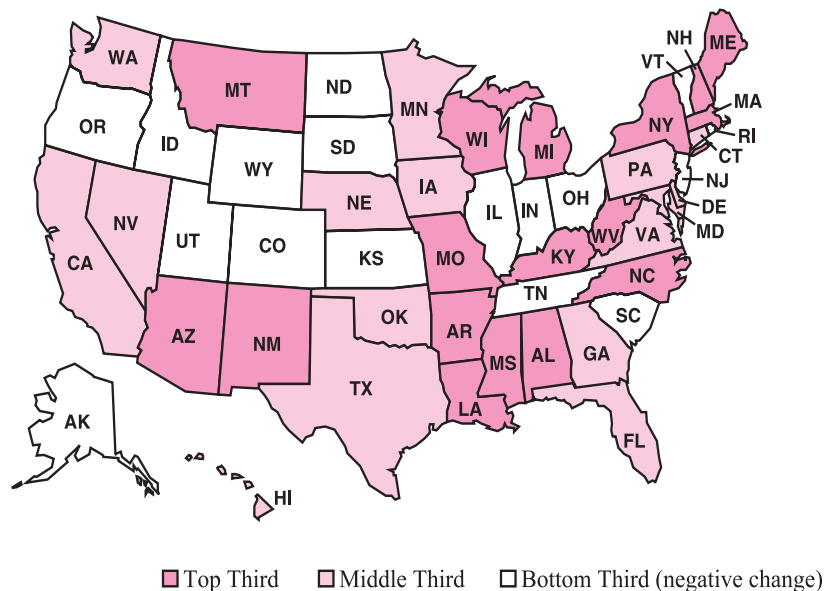 NH
ME
VT
WA
MT
ND
MN
MA
OR
ID
SD
WI
NY
RI
MI
CT
WY
PA
NJ
IA
NE
IL
IN
OH
DE
NV
UT
CO
WV
VA
MD
CA
KS
MO
KY
NC
TN
OK
AZ
NM
AR
SC
MS
AL
GA
TX
LA
AK
FL
HI
Top Third
Middle Third
Bottom Third (negative change)